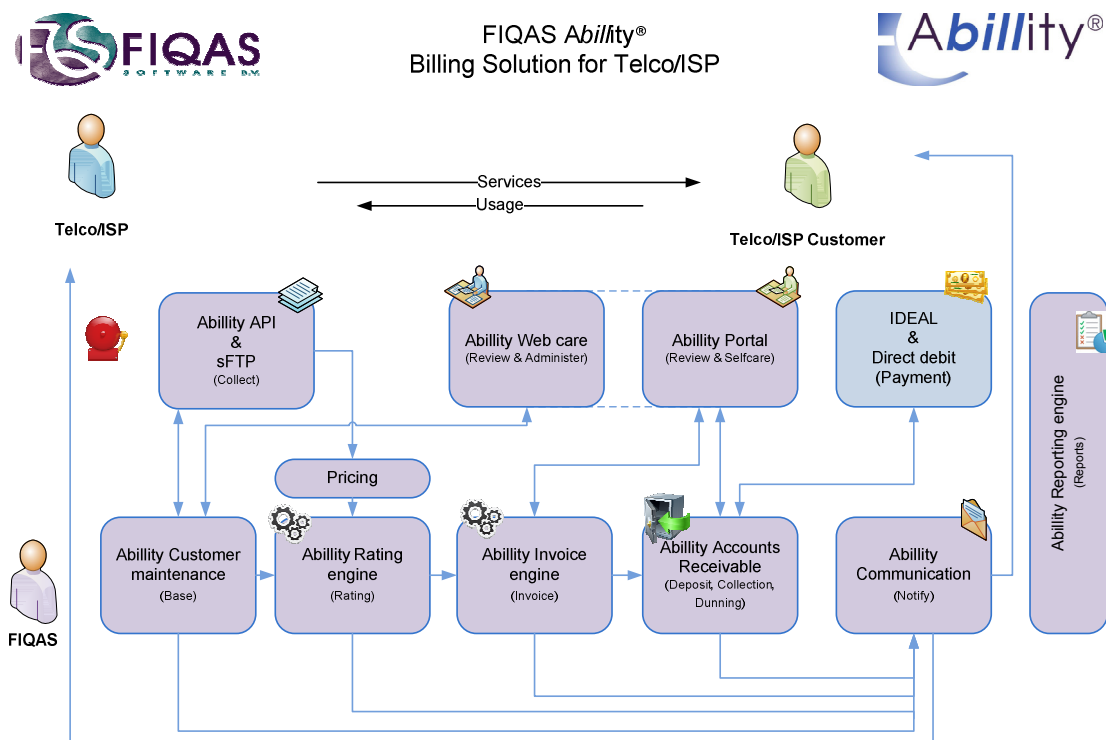 FIQAS
SOFTWARE B.V.
FIQAS Abillity®
Billing Solution for Telco/ISP
Abillity®
Services
Usage
Telco/ISP
Telco/ISP Customer
Abillity API
&
sFTP
(Collect)
Abillity Web care
(Review & Administer)
Abillity Portal
(Review & Selfcare)
IDEAL
&
Direct debit
(Payment)
Abillity Reporting engine
(Reports)
Pricing
Abillity Customer
maintenance
(Base)
Abillity Rating
engine
(Rating)
Abillity Invoice
engine
(Invoice)
Abillity Accounts
Receivable
(Deposit, Collection,
Dunning)
Abillity
Communication
(Notify)
FIQAS